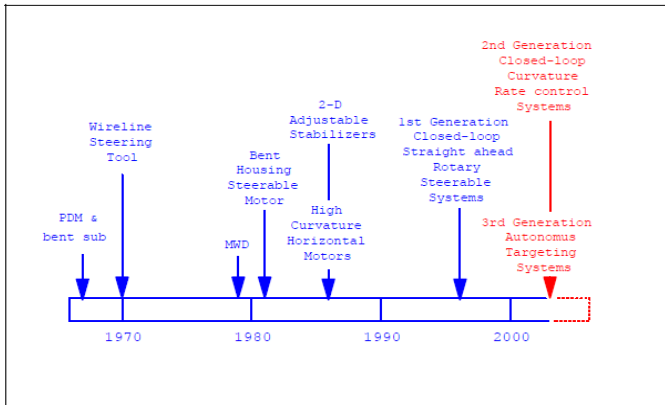 PDM &
bent sub
Wireline
Steering
Tool
MWD
Bent
Housing
Steerable
Motor
2-D
Adjustable
Stabilizers
High
Curvature
Horizontal
Motors
1st Generation
Closed-loop
Straight ahead
Rotary
Steerable
Systems
2nd Generation
Closed-loop
Curvature
Rate control
Systems
3rd Generation
Autonomus
Targeting
Systems
1970
1980
1990
2000